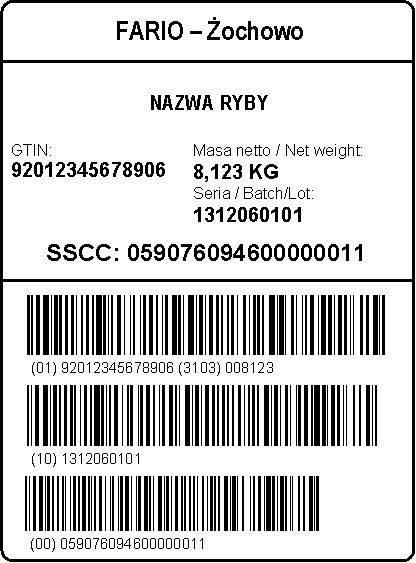 FARIO – Żochowo
NAZWA RYBY
GTIN:
92012345678906
Masa netto / Net weight:
8,123 KG
Seria / Batch/Lot:
1312060101
SSCC: 059076094600000011
(01) 92012345678906 (3103) 008123
(10) 1312060101
(00) 059076094600000011